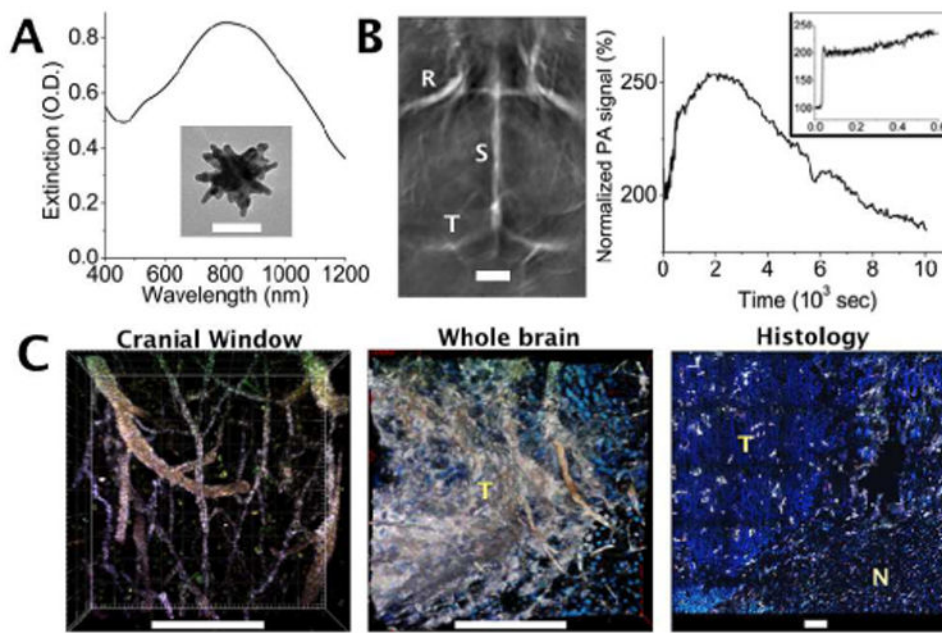 A
Extinction (O.D.)
0.8
0.6
0.4
0.2
0.0
400 600 800 1000 1200
Wavelength (nm)
B
R
S
T
Normalized PA signal (%)
250
200
0 2 4 6 8 10
Time (10³ sec)
250
200
150
100
0.0 0.2 0.4 0.6
C
Cranial Window
Whole brain
T
Histology
T
N